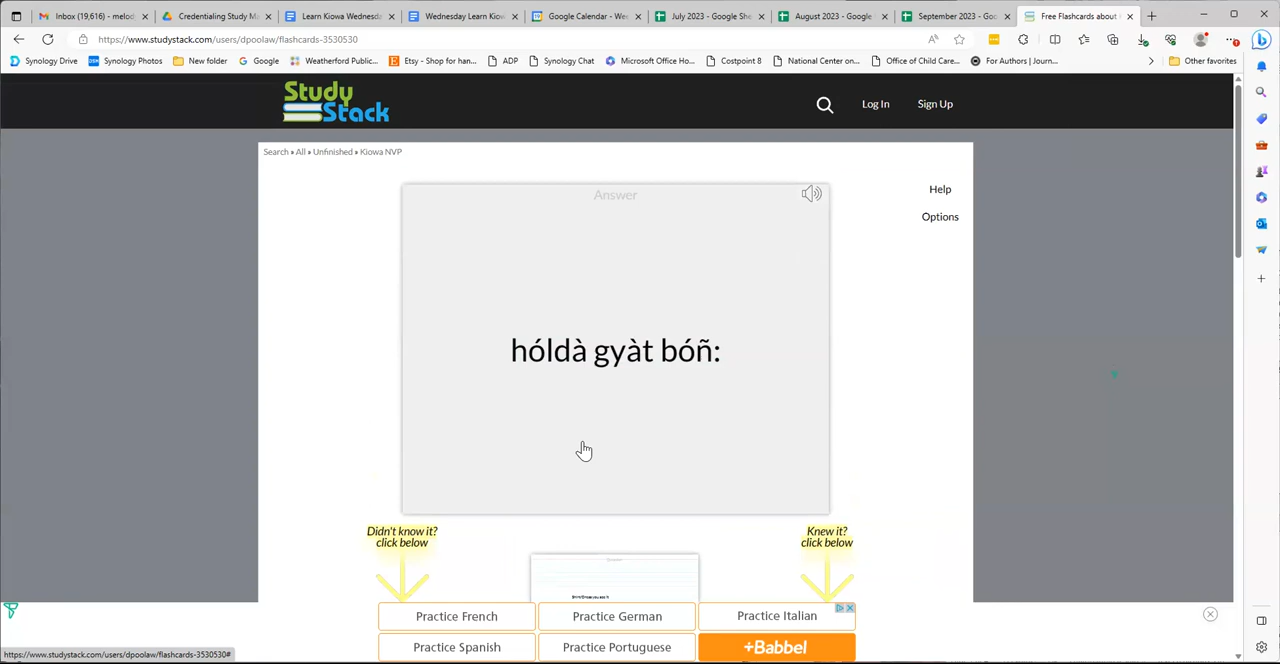 Inbox (19,616) - melod
Credentialing Study Ma
Learn Kiowa Wednesda
Wednesday Learn Kiow
Google Calendar - We
July 2023 - Google She
August 2023 - Google
September 2023 - Goo
Free Flashcards about
https://www.studystack.com/users/dpoolaw/flashcards-3530530
Synology Drive
Synology Photos
New folder
Google
Weatherford Public...
Etsy - Shop for han...
ADP
Synology Chat
Microsoft Office Ho...
Costpoint 8
National Center on...
Office of Child Care...
For Authors | Journ...
Other favorites
Study
Stack
Log In
Sign Up
Search » All » Unfinished » Kiowa NVP
Answer
Help
Options
hóldà gyàt bóñ:
Didn't know it?
click below
Knew it?
click below
Practice French
Practice German
Practice Italian
Practice Spanish
Practice Portuguese
+Babbel
https://www.studystack.com/users/dpoolaw/flashcards-3530530#